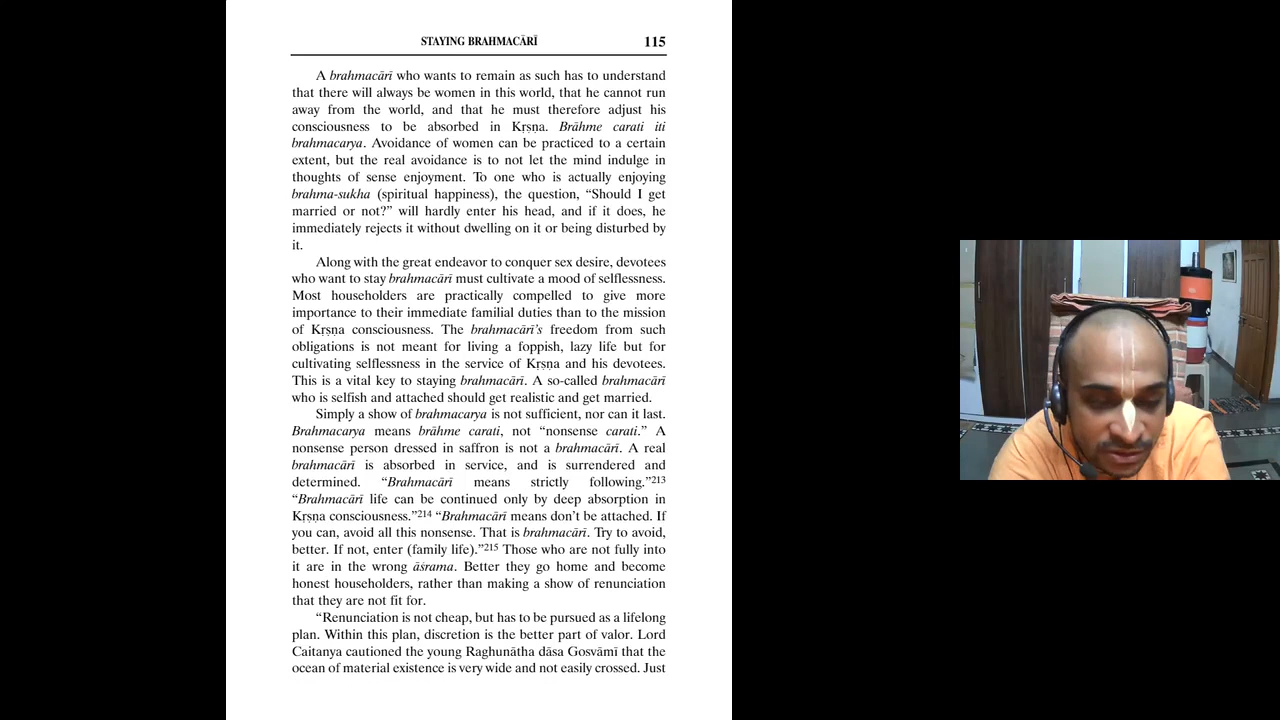 STAYING BRAHMACĀRĪ 115
A brahmacārī who wants to remain as such has to understand
that there will always be women in this world, that he cannot run
away from the world, and that he must therefore adjust his
consciousness to be absorbed in Kṛṣṇa. Brāhme carati iti
brahmacarya. Avoidance of women can be practiced to a certain
extent, but the real avoidance is to not let the mind indulge in
thoughts of sense enjoyment. To one who is actually enjoying
brahma-sukha (spiritual happiness), the question, “Should I get
married or not?” will hardly enter his head, and if it does, he
immediately rejects it without dwelling on it or being disturbed by
it.
Along with the great endeavor to conquer sex desire, devotees
who want to stay brahmacārī must cultivate a mood of selflessness.
Most householders are practically compelled to give more
importance to their immediate familial duties than to the mission
of Kṛṣṇa consciousness. The brahmacārī’s freedom from such
obligations is not meant for living a foppish, lazy life but for
cultivating selflessness in the service of Kṛṣṇa and his devotees.
This is a vital key to staying brahmacārī. A so-called brahmacārī
who is selfish and attached should get realistic and get married.
Simply a show of brahmacarya is not sufficient, nor can it last.
Brahmacarya means brāhme carati, not “nonsense carati.” A
nonsense person dressed in saffron is not a brahmacārī. A real
brahmacārī is absorbed in service, and is surrendered and
determined. “Brahmacārī means strictly following.”213
“Brahmacārī life can be continued only by deep absorption in
Kṛṣṇa consciousness.”214 “Brahmacārī means don’t be attached. If
you can, avoid all this nonsense. That is brahmacārī. Try to avoid,
better. If not, enter (family life).”215 Those who are not fully into
it are in the wrong āśrama. Better they go home and become
honest householders, rather than making a show of renunciation
that they are not fit for.
“Renunciation is not cheap, but has to be pursued as a lifelong
plan. Within this plan, discretion is the better part of valor. Lord
Caitanya cautioned the young Raghunātha dāsa Gosvāmī that the
ocean of material existence is very wide and not easily crossed. Just